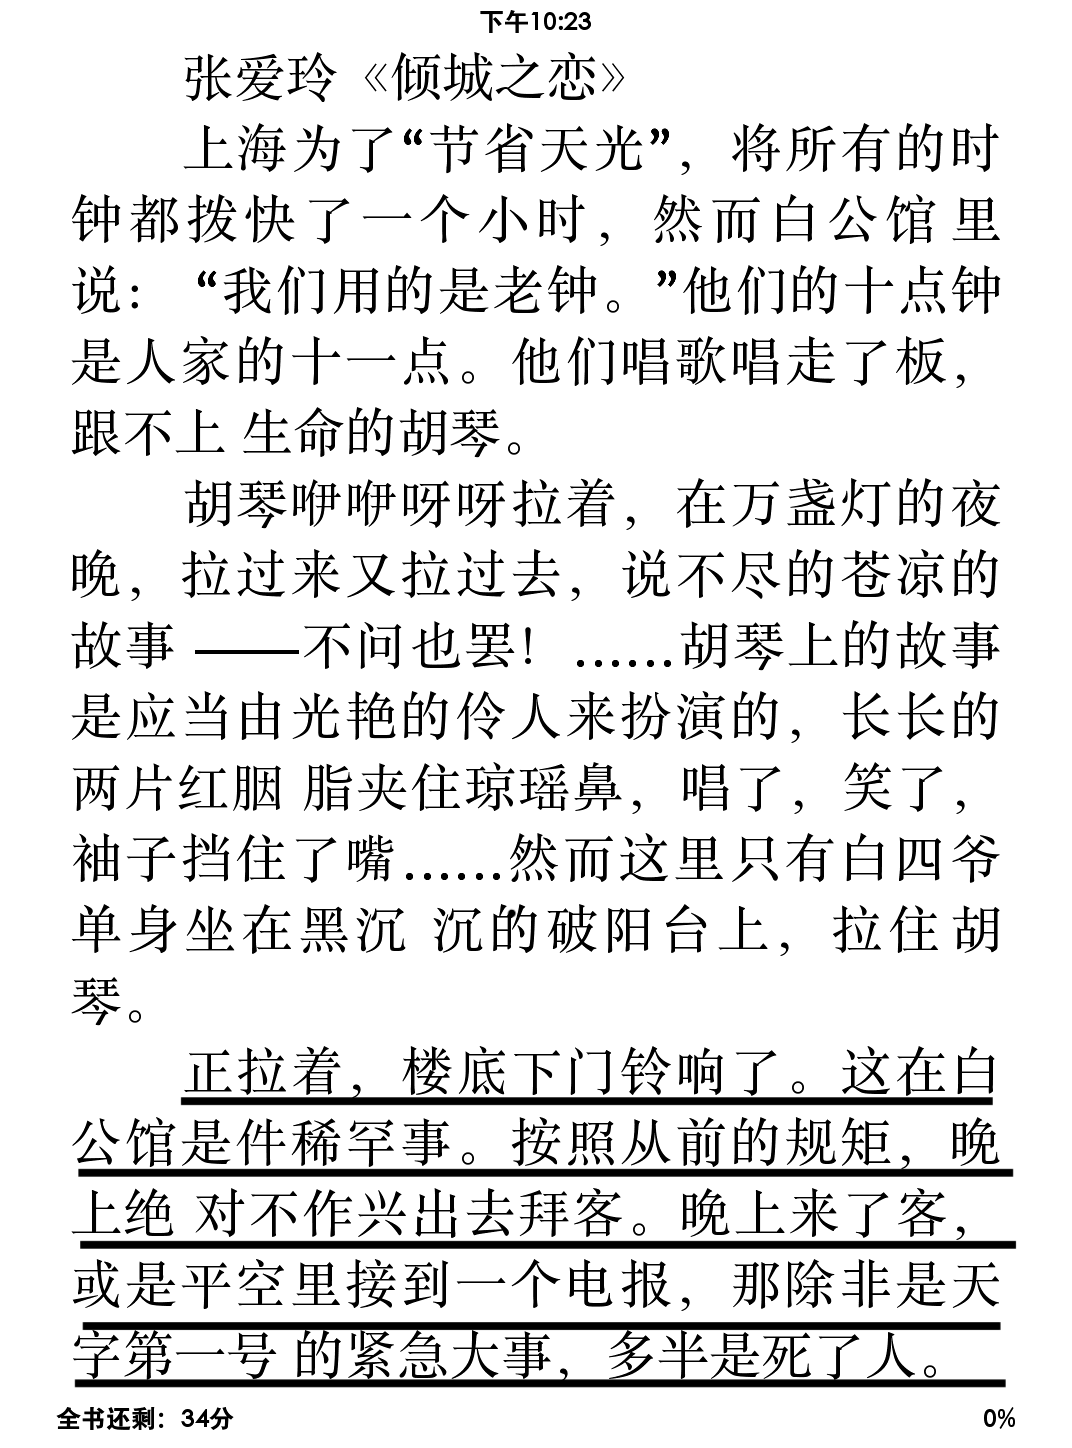 下午10:23
张爱玲《倾城之恋》
上海为了“节省天光”，将所有的时
钟都拨快了一个小时，然而白公馆 里
说：“我们用的是老钟。”他们的十点钟
是人家的十一点。他们唱歌唱走了板，
跟不上 生命的胡琴。
胡琴咿咿呀呀拉着，在万盏灯的夜
晚，拉过来又拉过去，说不尽的苍凉的
故事 ——不问也罢！……胡琴上的故事
是应当由光艳的伶人来扮演的，长长的
两片红胭 脂夹住琼瑶鼻，唱了，笑了，
袖子挡住了嘴……然而这里只有白四爷
单身坐在黑沉 沉的破阳台上，拉住胡
琴。
正拉着，楼底下门铃响了。这在白
公馆是件稀罕事。按照从前的规矩，晚
上绝 对不作兴出去拜客。晚上来了客，
或是平空里接到一个电报，那除非是天
字第一号 的紧急大事，多半是死了人。
全书还剩：34分 0%